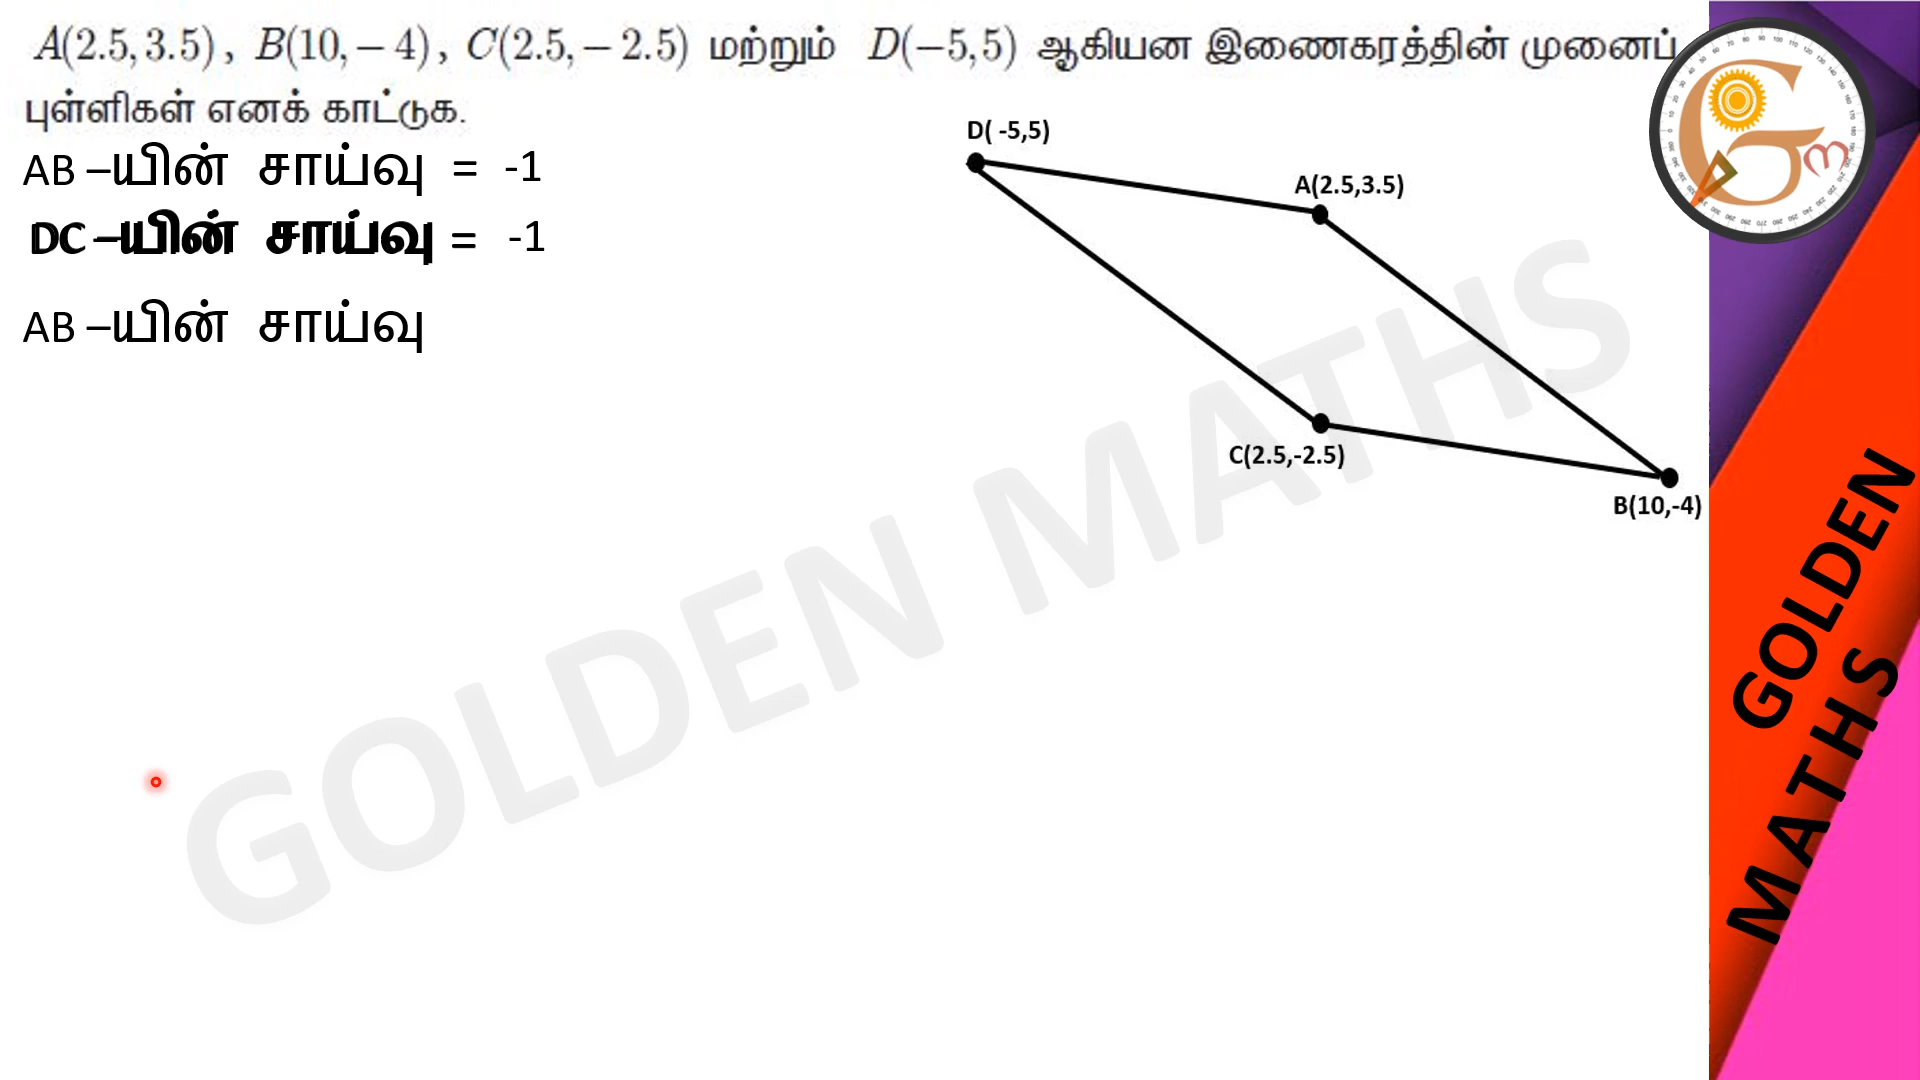 A(2.5, 3.5), B(10, – 4), C(2.5, – 2.5) மற்றும் D(–5, 5) ஆகியன இணைகரத்தின் முனைப்
புள்ளிகள் எனக் காட்டுக.
AB –யின் சாய்வு = -1
DC –யின் சாய்வு = -1
AB –யின் சாய்வு
D( -5,5)
A(2.5,3.5)
C(2.5,-2.5)
B(10,-4)
GOLDEN MATHS
Gm
GOLDEN
MATHS